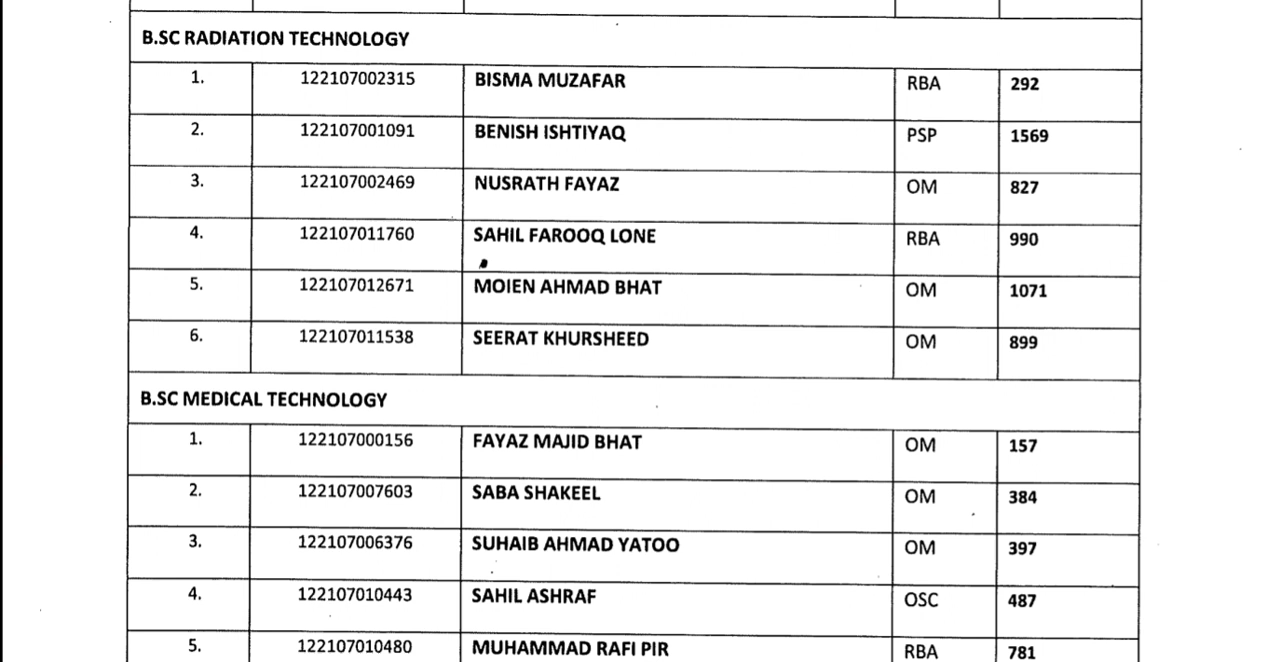 B.SC RADIATION TECHNOLOGY
1. 122107002315 BISMA MUZAFAR RBA 292
2. 122107001091 BENISH ISHTIYAQ PSP 1569
3. 122107002469 NUSRATH FAYAZ OM 827
4. 122107011760 SAHIL FAROOQ LONE RBA 990
5. 122107012671 MOIEN AHMAD BHAT OM 1071
6. 122107011538 SEERAT KHURSHEED OM 899
B.SC MEDICAL TECHNOLOGY
1. 122107000156 FAYAZ MAJID BHAT OM 157
2. 122107007603 SABA SHAKEEL OM 384
3. 122107006376 SUHAIB AHMAD YATOO OM 397
4. 122107010443 SAHIL ASHRAF OSC 487
5. 122107010480 MUHAMMAD RAFI PIR RBA 781